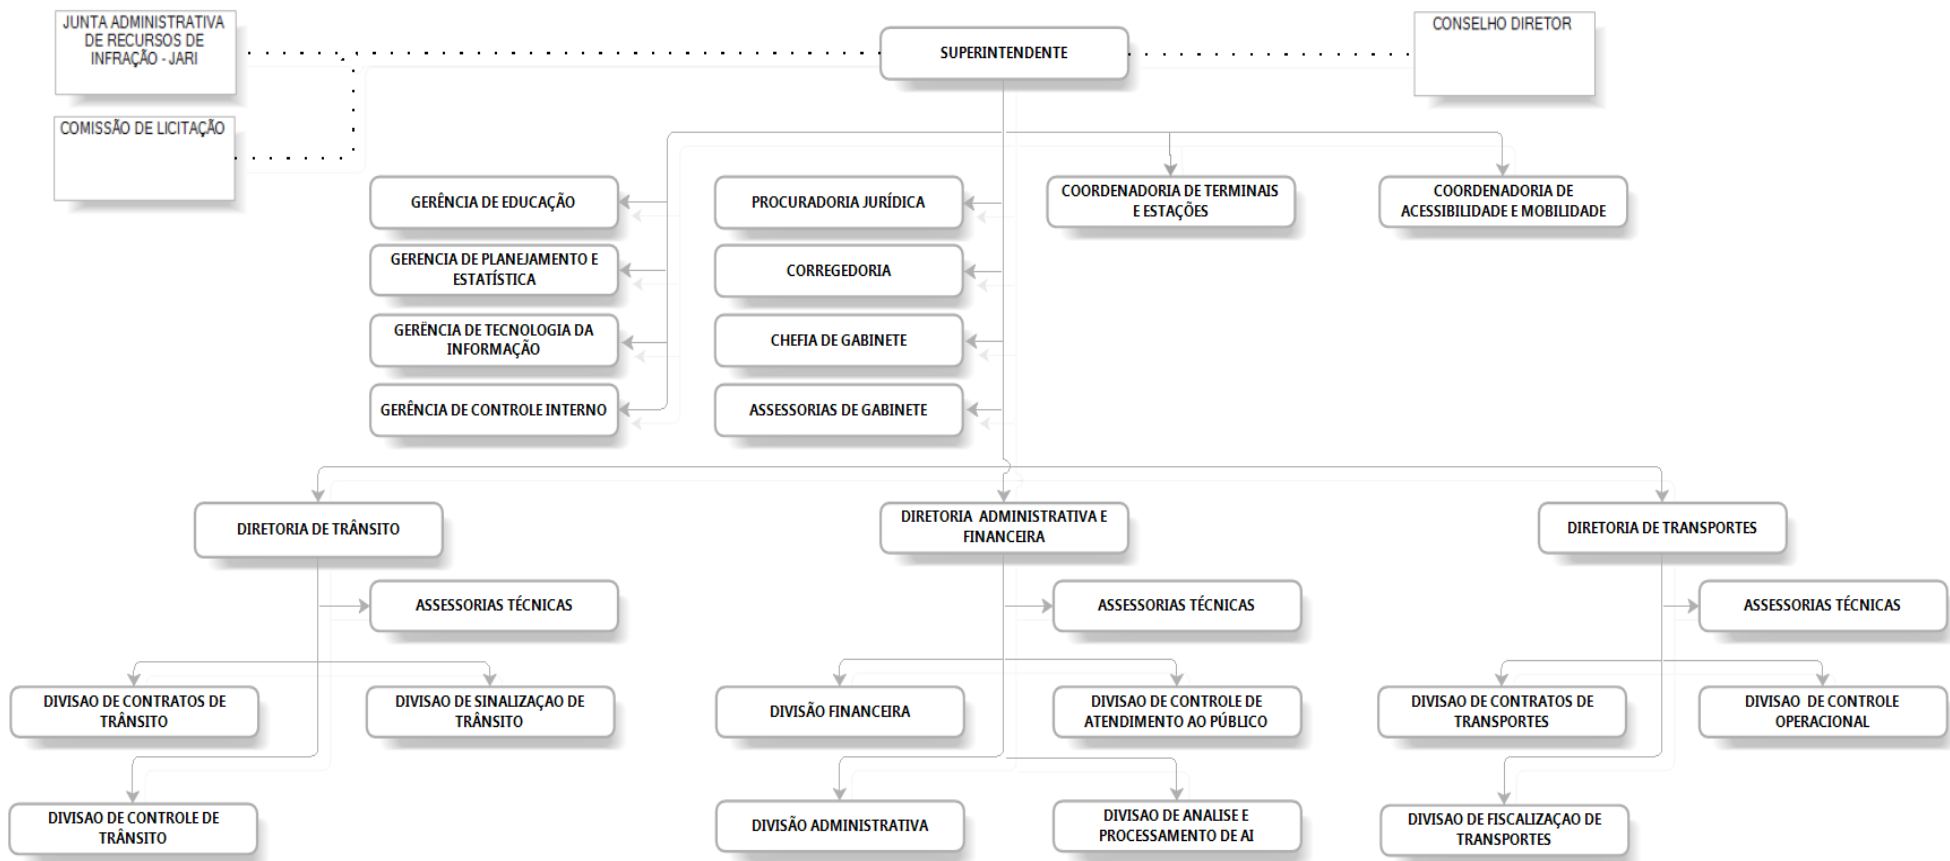 JUNTA ADMINISTRATIVA
DE RECURSOS DE
INFRAÇÃO - JARI
SUPERINTENDENTE
CONSELHO DIRETOR
COMISSÃO DE LICITAÇÃO
GERÊNCIA DE EDUCAÇÃO
PROCURADORIA JURÍDICA
COORDENADORIA DE TERMINAIS
E ESTAÇÕES
COORDENADORIA DE
ACESSIBILIDADE E MOBILIDADE
GERENCIA DE PLANEJAMENTO E
ESTATÍSTICA
CORREGEDORIA
GERÊNCIA DE TECNOLOGIA DA
INFORMAÇÃO
CHEFIA DE GABINETE
GERÊNCIA DE CONTROLE INTERNO
ASSESSORIAS DE GABINETE
DIRETORIA DE TRÂNSITO
DIRETORIA ADMINISTRATIVA E
FINANCEIRA
DIRETORIA DE TRANSPORTES
ASSESSORIAS TÉCNICAS
ASSESSORIAS TÉCNICAS
ASSESSORIAS TÉCNICAS
DIVISAO DE CONTRATOS DE
TRÂNSITO
DIVISAO DE SINALIZAÇAO DE
TRÂNSITO
DIVISÃO FINANCEIRA
DIVISAO DE CONTROLE DE
ATENDIMENTO AO PÚBLICO
DIVISAO DE CONTRATOS DE
TRANSPORTES
DIVISAO DE CONTROLE
OPERACIONAL
DIVISAO DE CONTROLE DE
TRÂNSITO
DIVISÃO ADMINISTRATIVA
DIVISAO DE ANALISE E
PROCESSAMENTO DE AI
DIVISAO DE FISCALIZAÇAO DE
TRANSPORTES